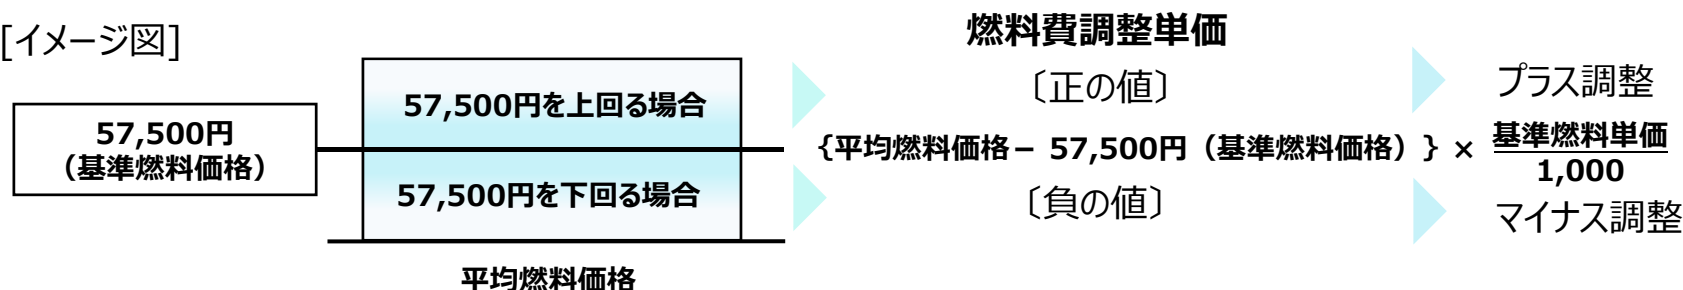 [イメージ図]
57,500円
（基準燃料価格）
57,500円を上回る場合
57,500円を下回る場合
平均燃料価格
燃料費調整単価
〔正の値〕
プラス調整
{平均燃料価格－ 57,500円（基準燃料価格）} × 基準燃料単価
1,000
〔負の値〕
マイナス調整